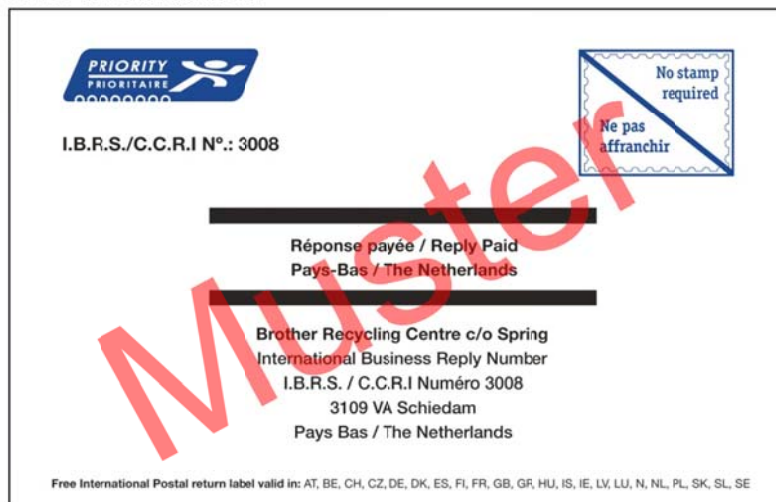 PRIORITY
PRIORITAIRE
No stamp
required
Ne pas
affranchir
I.B.R.S./C.C.R.I Nº.: 3008
Réponse payée / Reply Paid
Pays-Bas / The Netherlands
Brother Recycling Centre c/o Spring
International Business Reply Number
I.B.R.S. / C.C.R.I Numéro 3008
3109 VA Schiedam
Pays Bas / The Netherlands
Muster
Free International Postal return label valid in: AT, BE, CH, CZ, DE, DK, ES, FI, FR, GB, GR, HU, IS, IE, LV, LU, N, NL, PL, SK, SL, SE